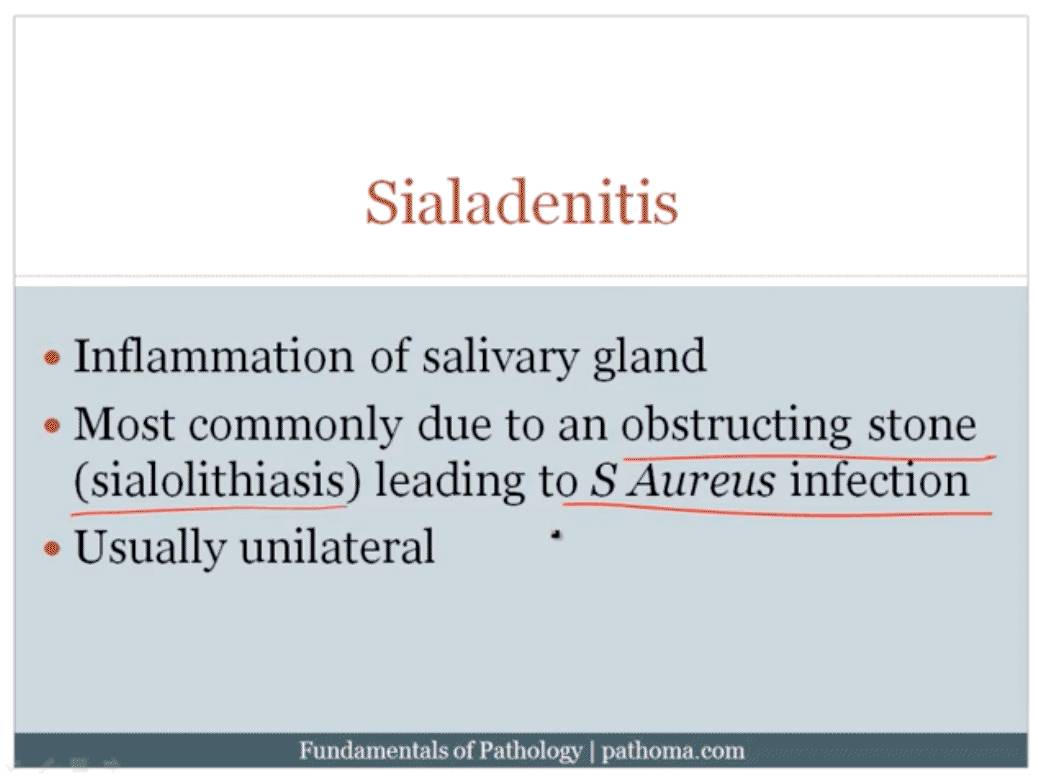 Sialadenitis
• Inflammation of salivary gland
• Most commonly due to an obstructing stone
(sialolithiasis) leading to S Aureus infection
• Usually unilateral
Fundamentals of Pathology | pathoma.com